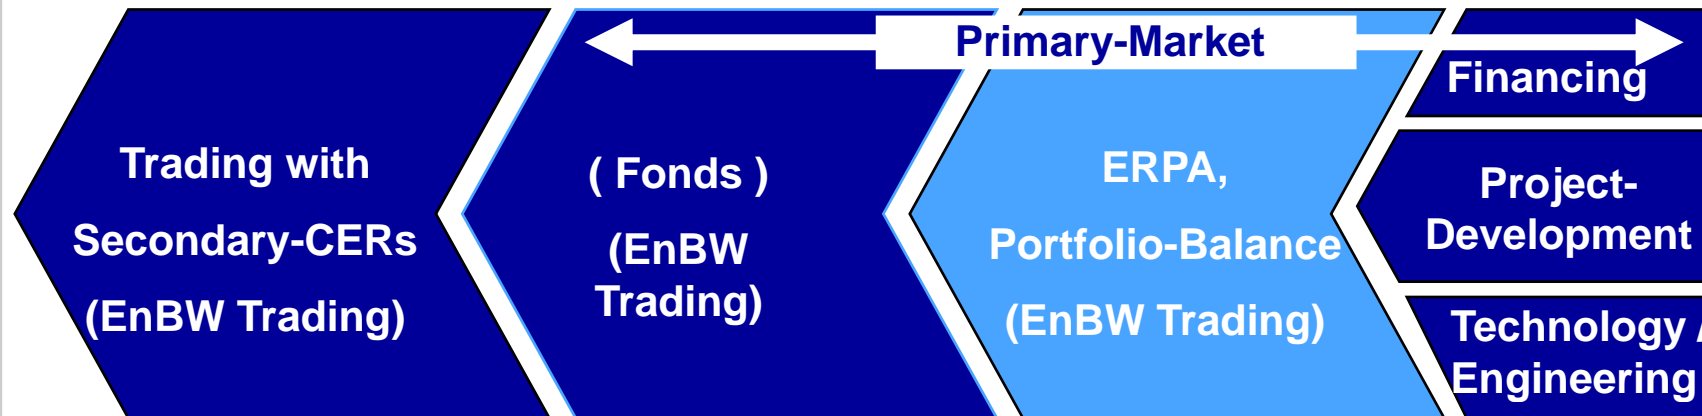 Primary-Market
Trading with
Secondary-CERs
(EnBW Trading)
( Fonds )
(EnBW
Trading)
ERPA,
Portfolio-Balance
(EnBW Trading)
Financing
Project-
Development
Technology /
Engineering